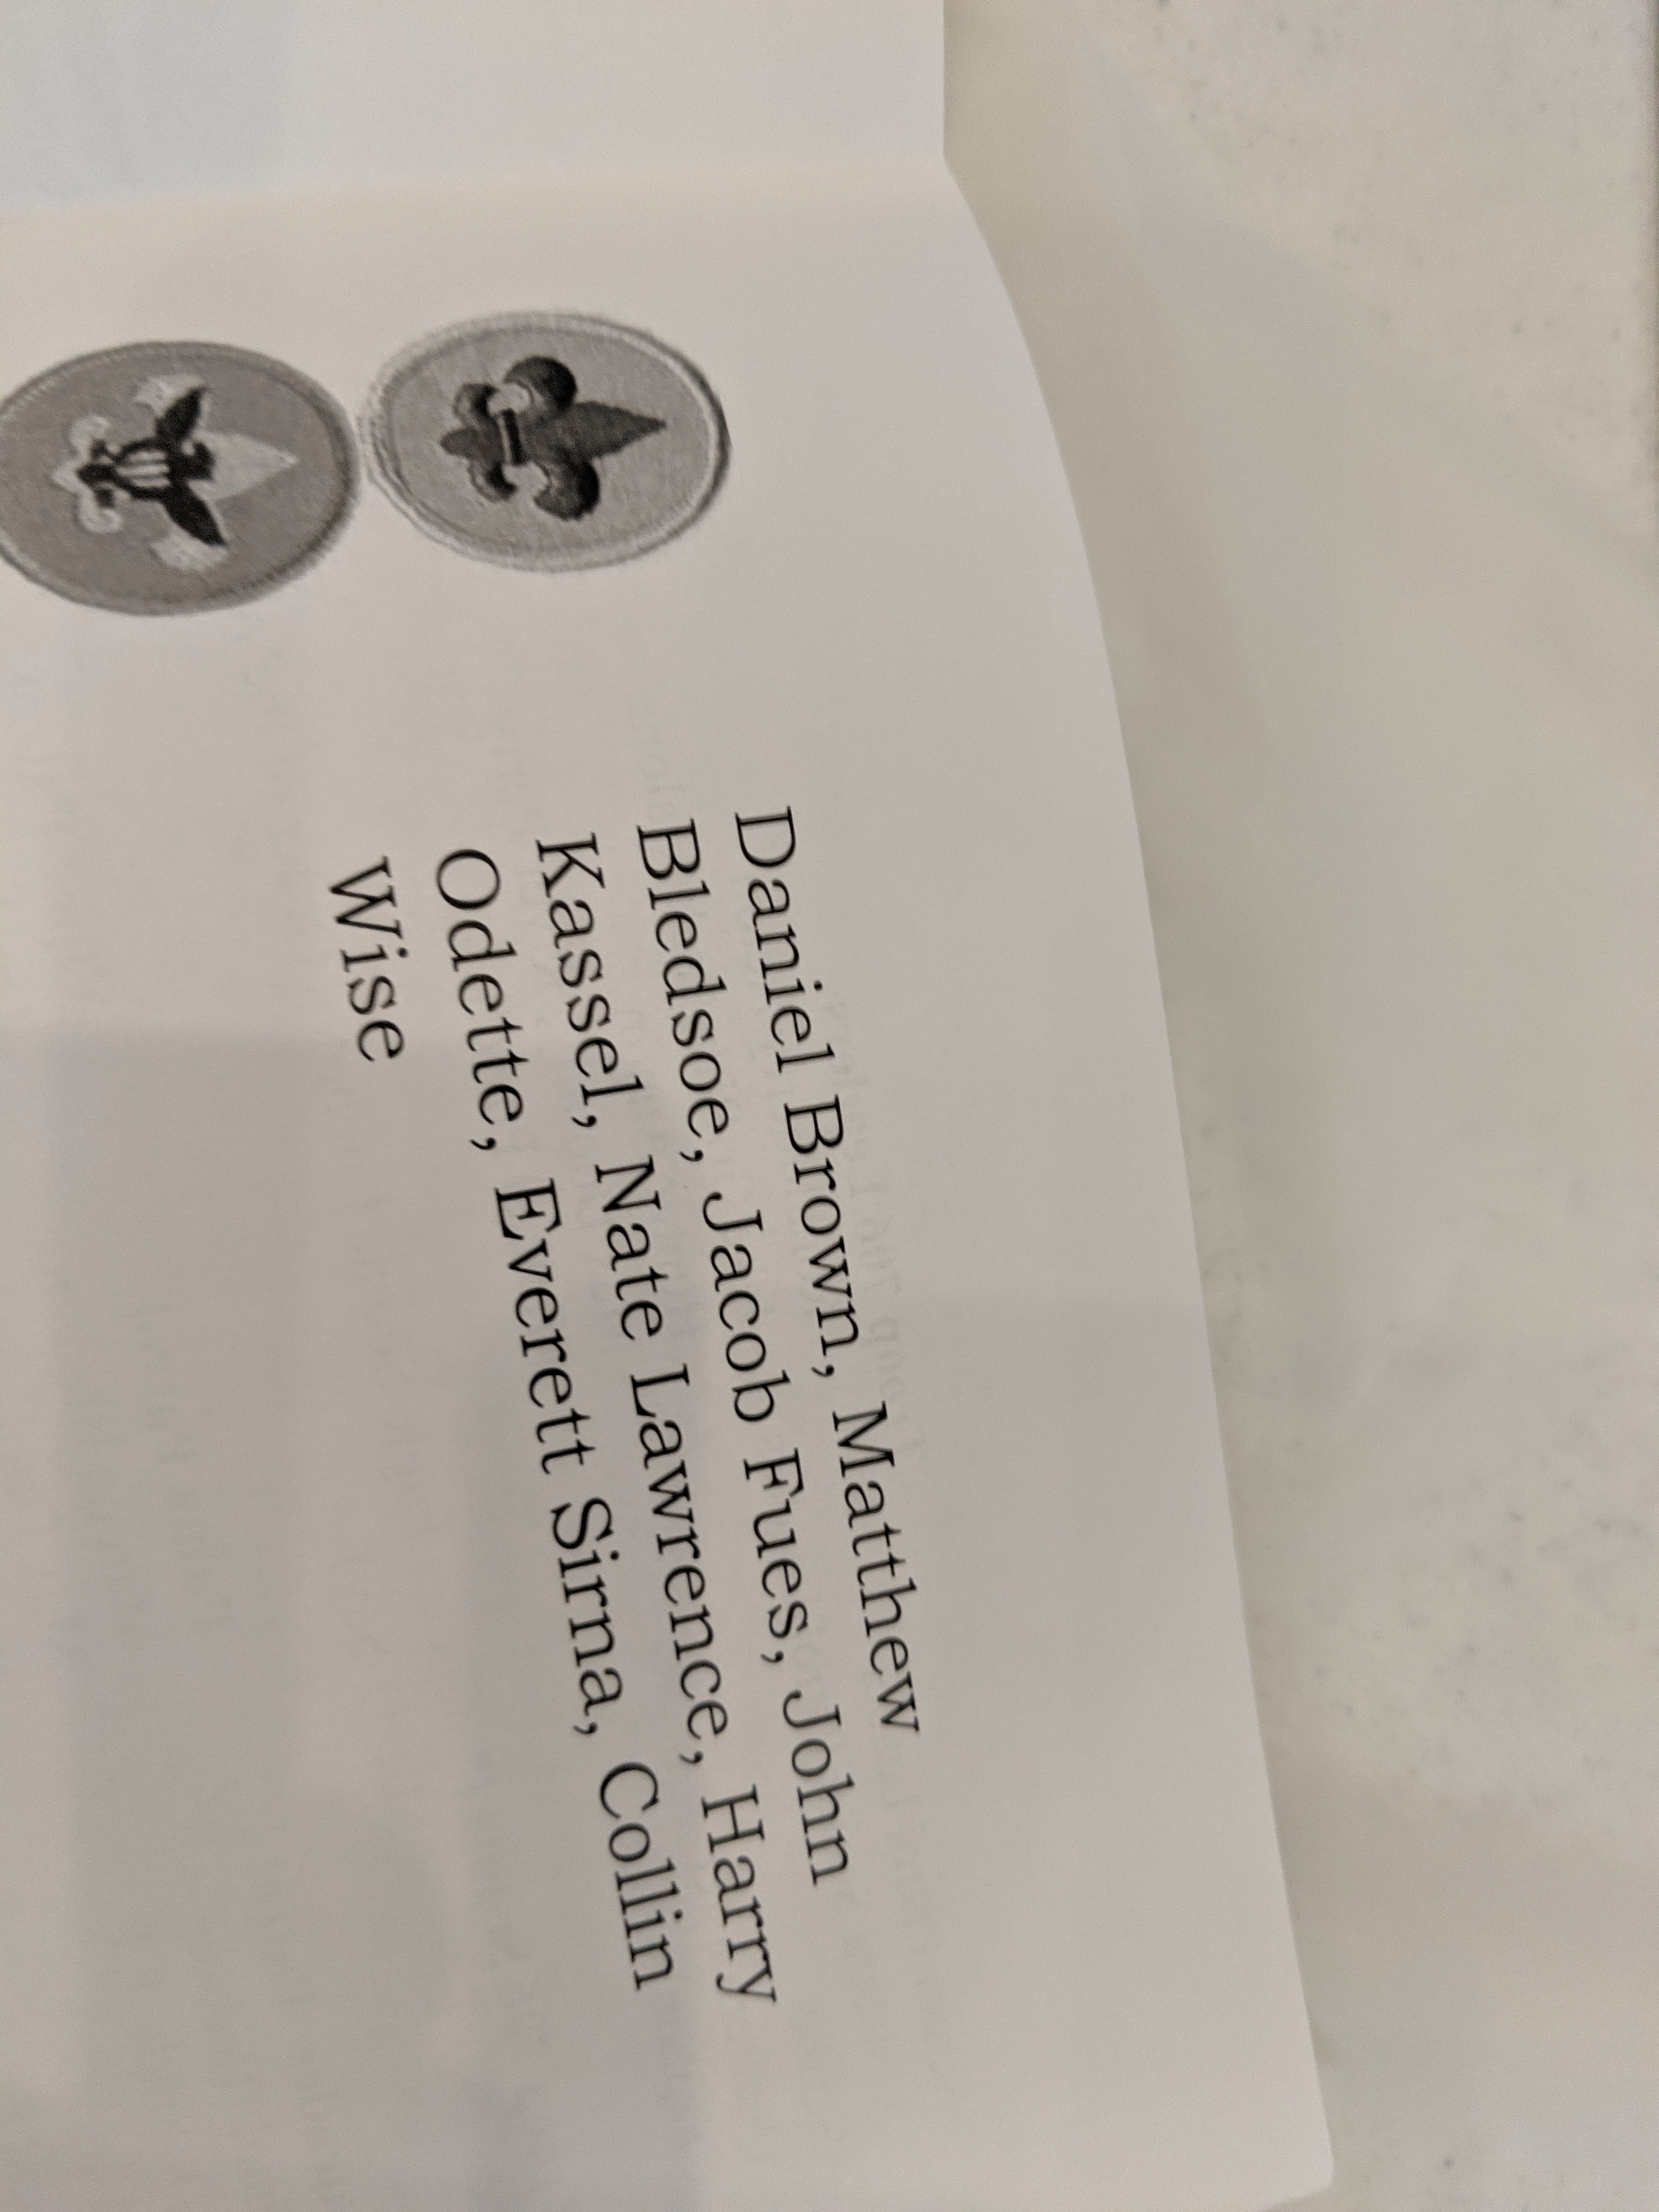 Daniel Brown, Matthew
Bledsoe, Jacob Fues, John
Kassel, Nate Lawrence, Harry
Odette, Everett Sirna, Collin
Wise